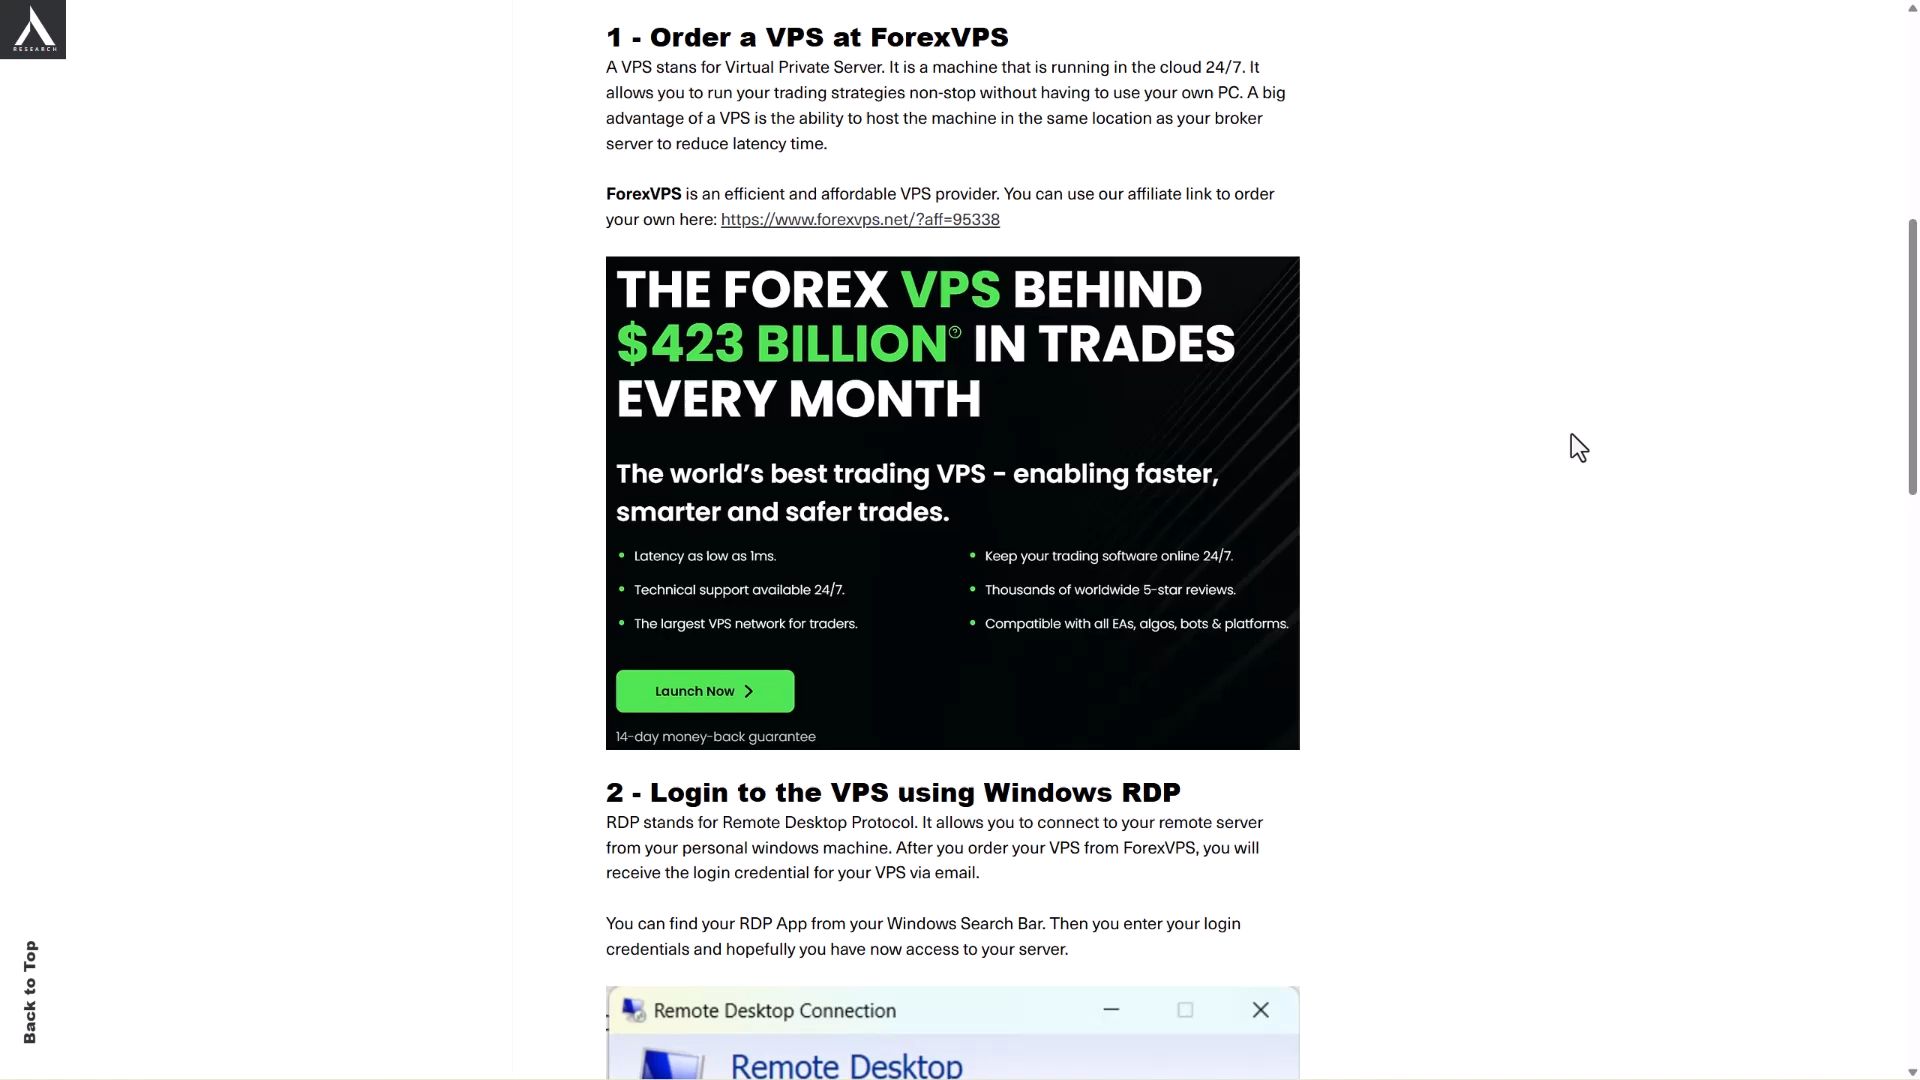 RESEARCH
1 - Order a VPS at ForexVPS
A VPS stans for Virtual Private Server. It is a machine that is running in the cloud 24/7. It
allows you to run your trading strategies non-stop without having to use your own PC. A big
advantage of a VPS is the ability to host the machine in the same location as your broker
server to reduce latency time.
ForexVPS is an efficient and affordable VPS provider. You can use our affiliate link to order
your own here: https://www.forexvps.net/?aff=95338
THE FOREX VPS BEHIND
$423 BILLION? IN TRADES
EVERY MONTH
The world's best trading VPS – enabling faster,
smarter and safer trades.
• Latency as low as 1ms.
• Technical support available 24/7.
• The largest VPS network for traders.
• Keep your trading software online 24/7.
• Thousands of worldwide 5-star reviews.
• Compatible with all EAs, algos, bots & platforms.
Launch Now >
14-day money-back guarantee
2 - Login to the VPS using Windows RDP
RDP stands for Remote Desktop Protocol. It allows you to connect to your remote server
from your personal windows machine. After you order your VPS from ForexVPS, you will
receive the login credential for your VPS via email.
You can find your RDP App from your Windows Search Bar. Then you enter your login
credentials and hopefully you have now access to your server.
Remote Desktop Connection
Remote Desktop
Back to Top